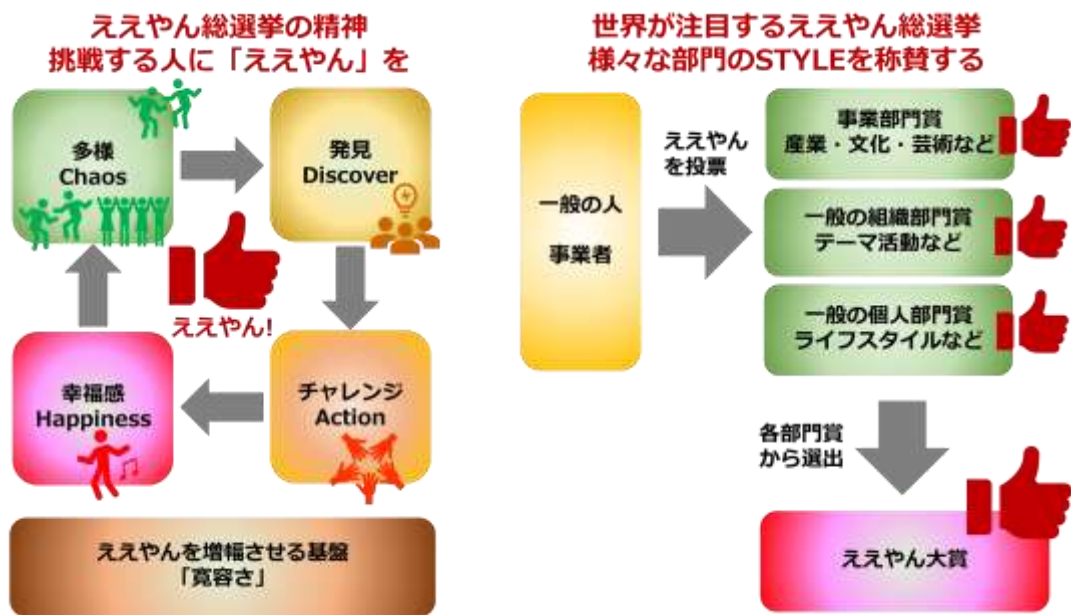 ええやん総選挙の精神
挑戦する人に「ええやん」を
多様
Chaos
発見
Discover
ええやん!
幸福感
Happiness
チャレンジ
Action
ええやんを増幅させる基盤
「寛容さ」
世界が注目するええやん総選挙
様々な部門のSTYLEを称賛する
一般の人
事業者
ええやん
を投票
事業部門賞
産業・文化・芸術など
一般の組織部門賞
テーマ活動など
一般の個人部門賞
ライフスタイルなど
各部門賞
から選出
ええやん大賞